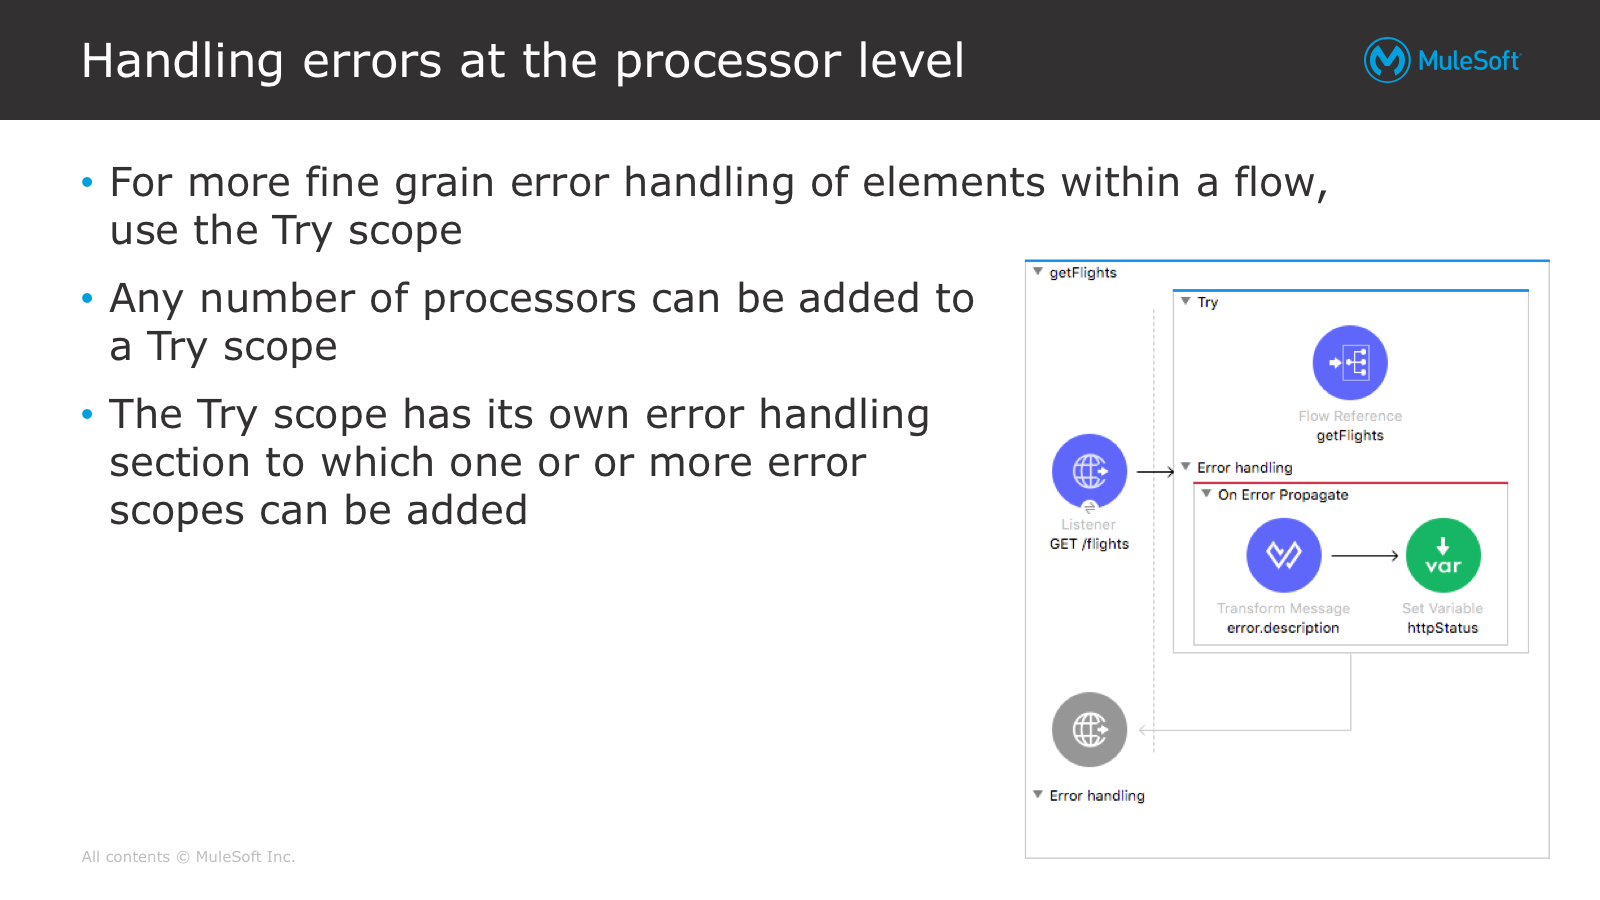 Handling errors at the processor level
MuleSoft
• For more fine grain error handling of elements within a flow,
use the Try scope
• Any number of processors can be added to
a Try scope
• The Try scope has its own error handling
section to which one or or more error
scopes can be added
getFlights
Try
Flow Reference
getFlights
Listener
GET /flights
Error handling
On Error Propagate
var
Transform Message
error.description
Set Variable
httpStatus
Error handling
All contents © MuleSoft Inc.